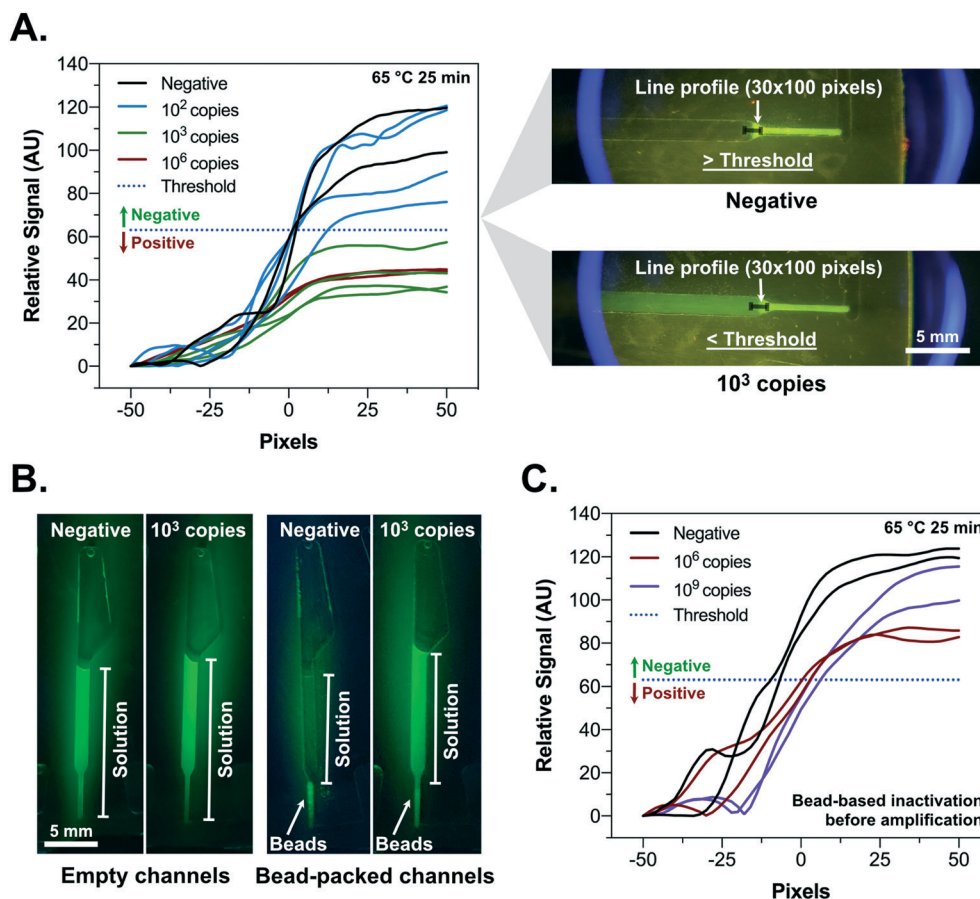 A.
140
120
100
80
60
40
20
0
Relative Signal (AU)
-50
-25
0
25
50
Pixels
Negative
10² copies
10³ copies
10⁶ copies
Threshold
65 °C 25 min
Negative
Positive
Line profile (30x100 pixels)
> Threshold
Negative
Line profile (30x100 pixels)
< Threshold
5 mm
10³ copies
B.
Negative
10³ copies
Negative
10³ copies
Solution
Solution
Solution
Solution
Beads
Beads
5 mm
Empty channels
Bead-packed channels
C.
140
120
100
80
60
40
20
0
Relative Signal (AU)
-50
-25
0
25
50
Pixels
Negative
10⁶ copies
10⁹ copies
Threshold
65 °C 25 min
Negative
Positive
Bead-based inactivation
before amplification